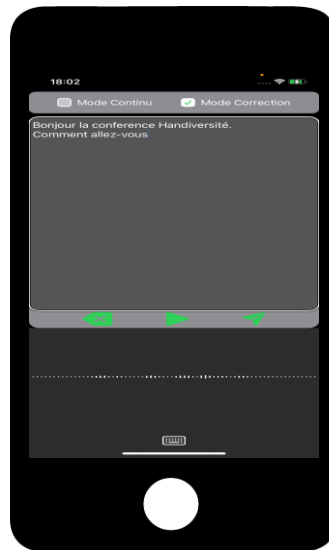 18:02
Mode Continu Mode Correction
Bonjour la conference Handiversité.
Comment allez-vous